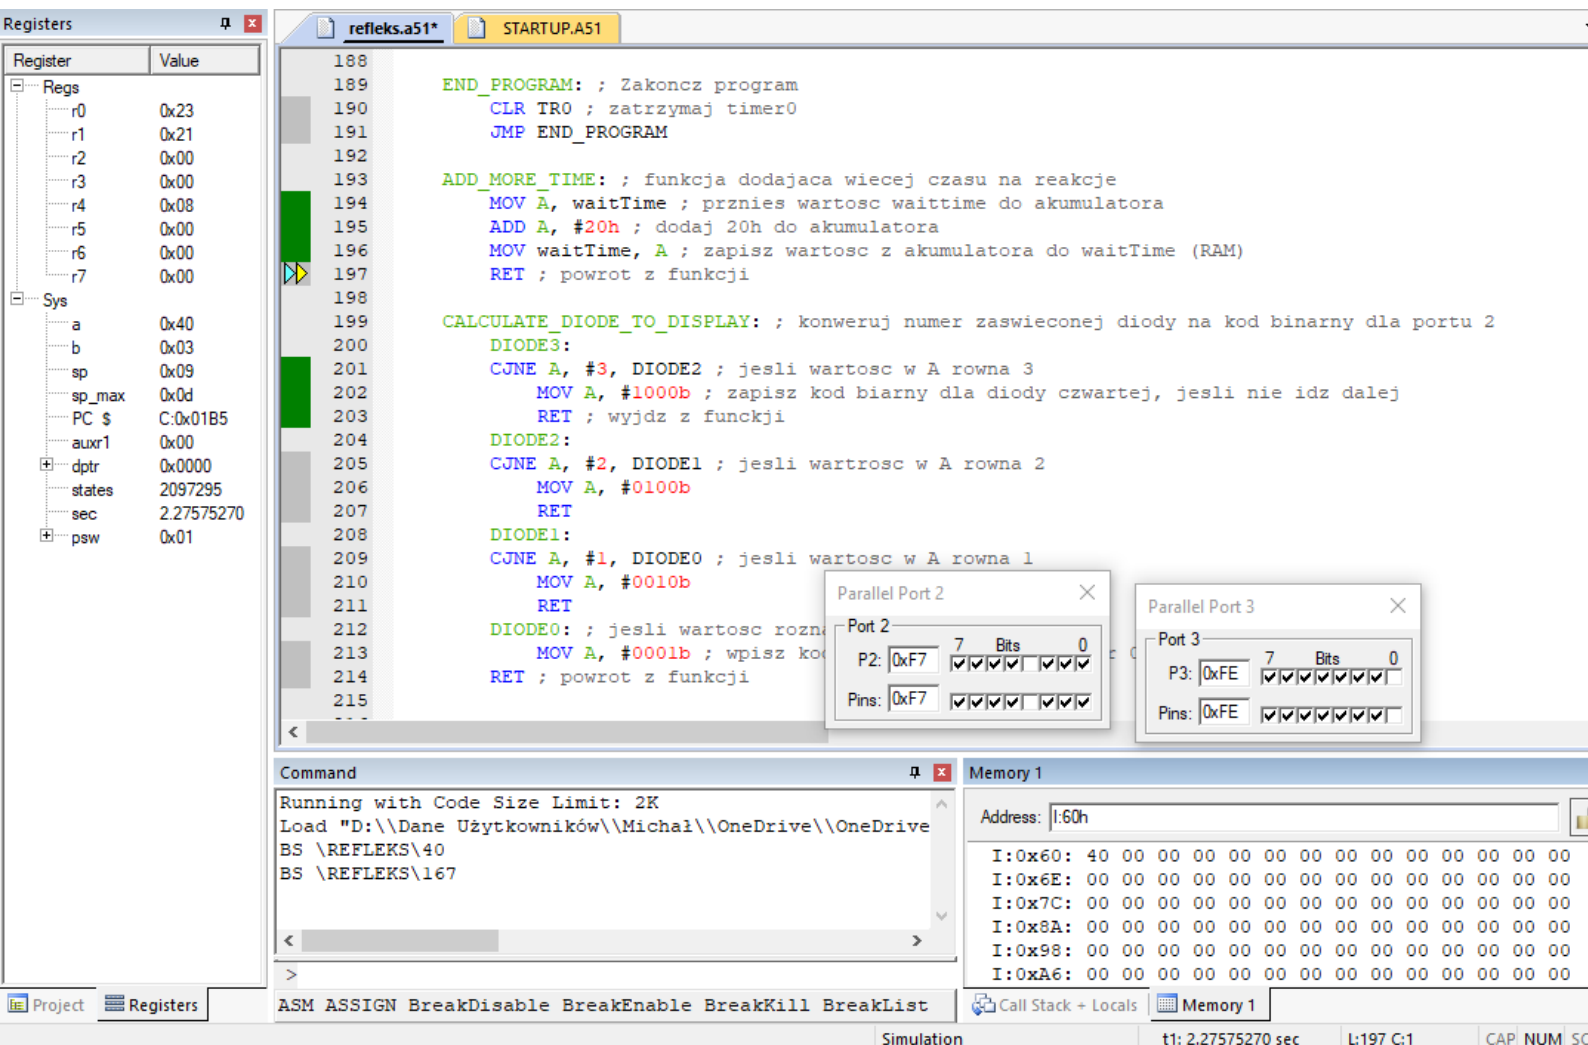 Registers
Register Value
Regs
r0 0x23
r1 0x21
r2 0x00
r3 0x00
r4 0x08
r5 0x00
r6 0x00
r7 0x00
Sys
a 0x40
b 0x03
sp 0x09
sp_max 0x0d
PC $ C:0x01B5
auxr1 0x00
dptr 0x0000
states 2097295
sec 2.27575270
psw 0x01
Project Registers
refleks.a51* STARTUP.A51
188
189 END_PROGRAM: ; Zakoncz program
190 CLR TR0 ; zatrzymaj timer0
191 JMP END_PROGRAM
192
193 ADD_MORE_TIME: ; funkcja dodajaca wiecej czasu na reakcje
194 MOV A, waitTime ; prznies wartosc waittime do akumulatora
195 ADD A, #20h ; dodaj 20h do akumulatora
196 MOV waitTime, A ; zapisz wartosc z akumulatora do waitTime (RAM)
197 RET ; powrot z funkcji
198
199 CALCULATE_DIODE_TO_DISPLAY: ; konweruj numer zaswieconej diody na kod binarny dla portu 2
200 DIODE3:
201 CJNE A, #3, DIODE2 ; jesli wartosc w A rowna 3
202 MOV A, #1000b ; zapisz kod biarny dla diody czwartej, jesli nie idz dalej
203 RET ; wyjdz z funckji
204 DIODE2:
205 CJNE A, #2, DIODE1 ; jesli wartrosc w A rowna 2
206 MOV A, #0100b
207 RET
208 DIODE1:
209 CJNE A, #1, DIODE0 ; jesli wartosc w A rowna 1
210 MOV A, #0010b
211 RET
212 DIODE0: ; jesli wartosc rozna
213 MOV A, #0001b ; wpisz ko
214 RET ; powrot z funkcji
215
Parallel Port 2
Port 2
7 Bits 0
P2: 0xF7
Pins: 0xF7
Parallel Port 3
Port 3
7 Bits 0
P3: 0xFE
Pins: 0xFE
Command
Running with Code Size Limit: 2K
Load "D:\\Dane Użytkowników\\Michał\\OneDrive\\OneDrive
BS \REFLEKS\40
BS \REFLEKS\167
>
ASM ASSIGN BreakDisable BreakEnable BreakKill BreakList
Memory 1
Address: I:60h
I:0x60: 40 00 00 00 00 00 00 00 00 00 00 00 00 00
I:0x6E: 00 00 00 00 00 00 00 00 00 00 00 00 00 00
I:0x7C: 00 00 00 00 00 00 00 00 00 00 00 00 00 00
I:0x8A: 00 00 00 00 00 00 00 00 00 00 00 00 00 00
I:0x98: 00 00 00 00 00 00 00 00 00 00 00 00 00 00
I:0xA6: 00 00 00 00 00 00 00 00 00 00 00 00 00 00
Call Stack + Locals Memory 1
Simulation t1: 2.27575270 sec L:197 C:1 CAP NUM SC